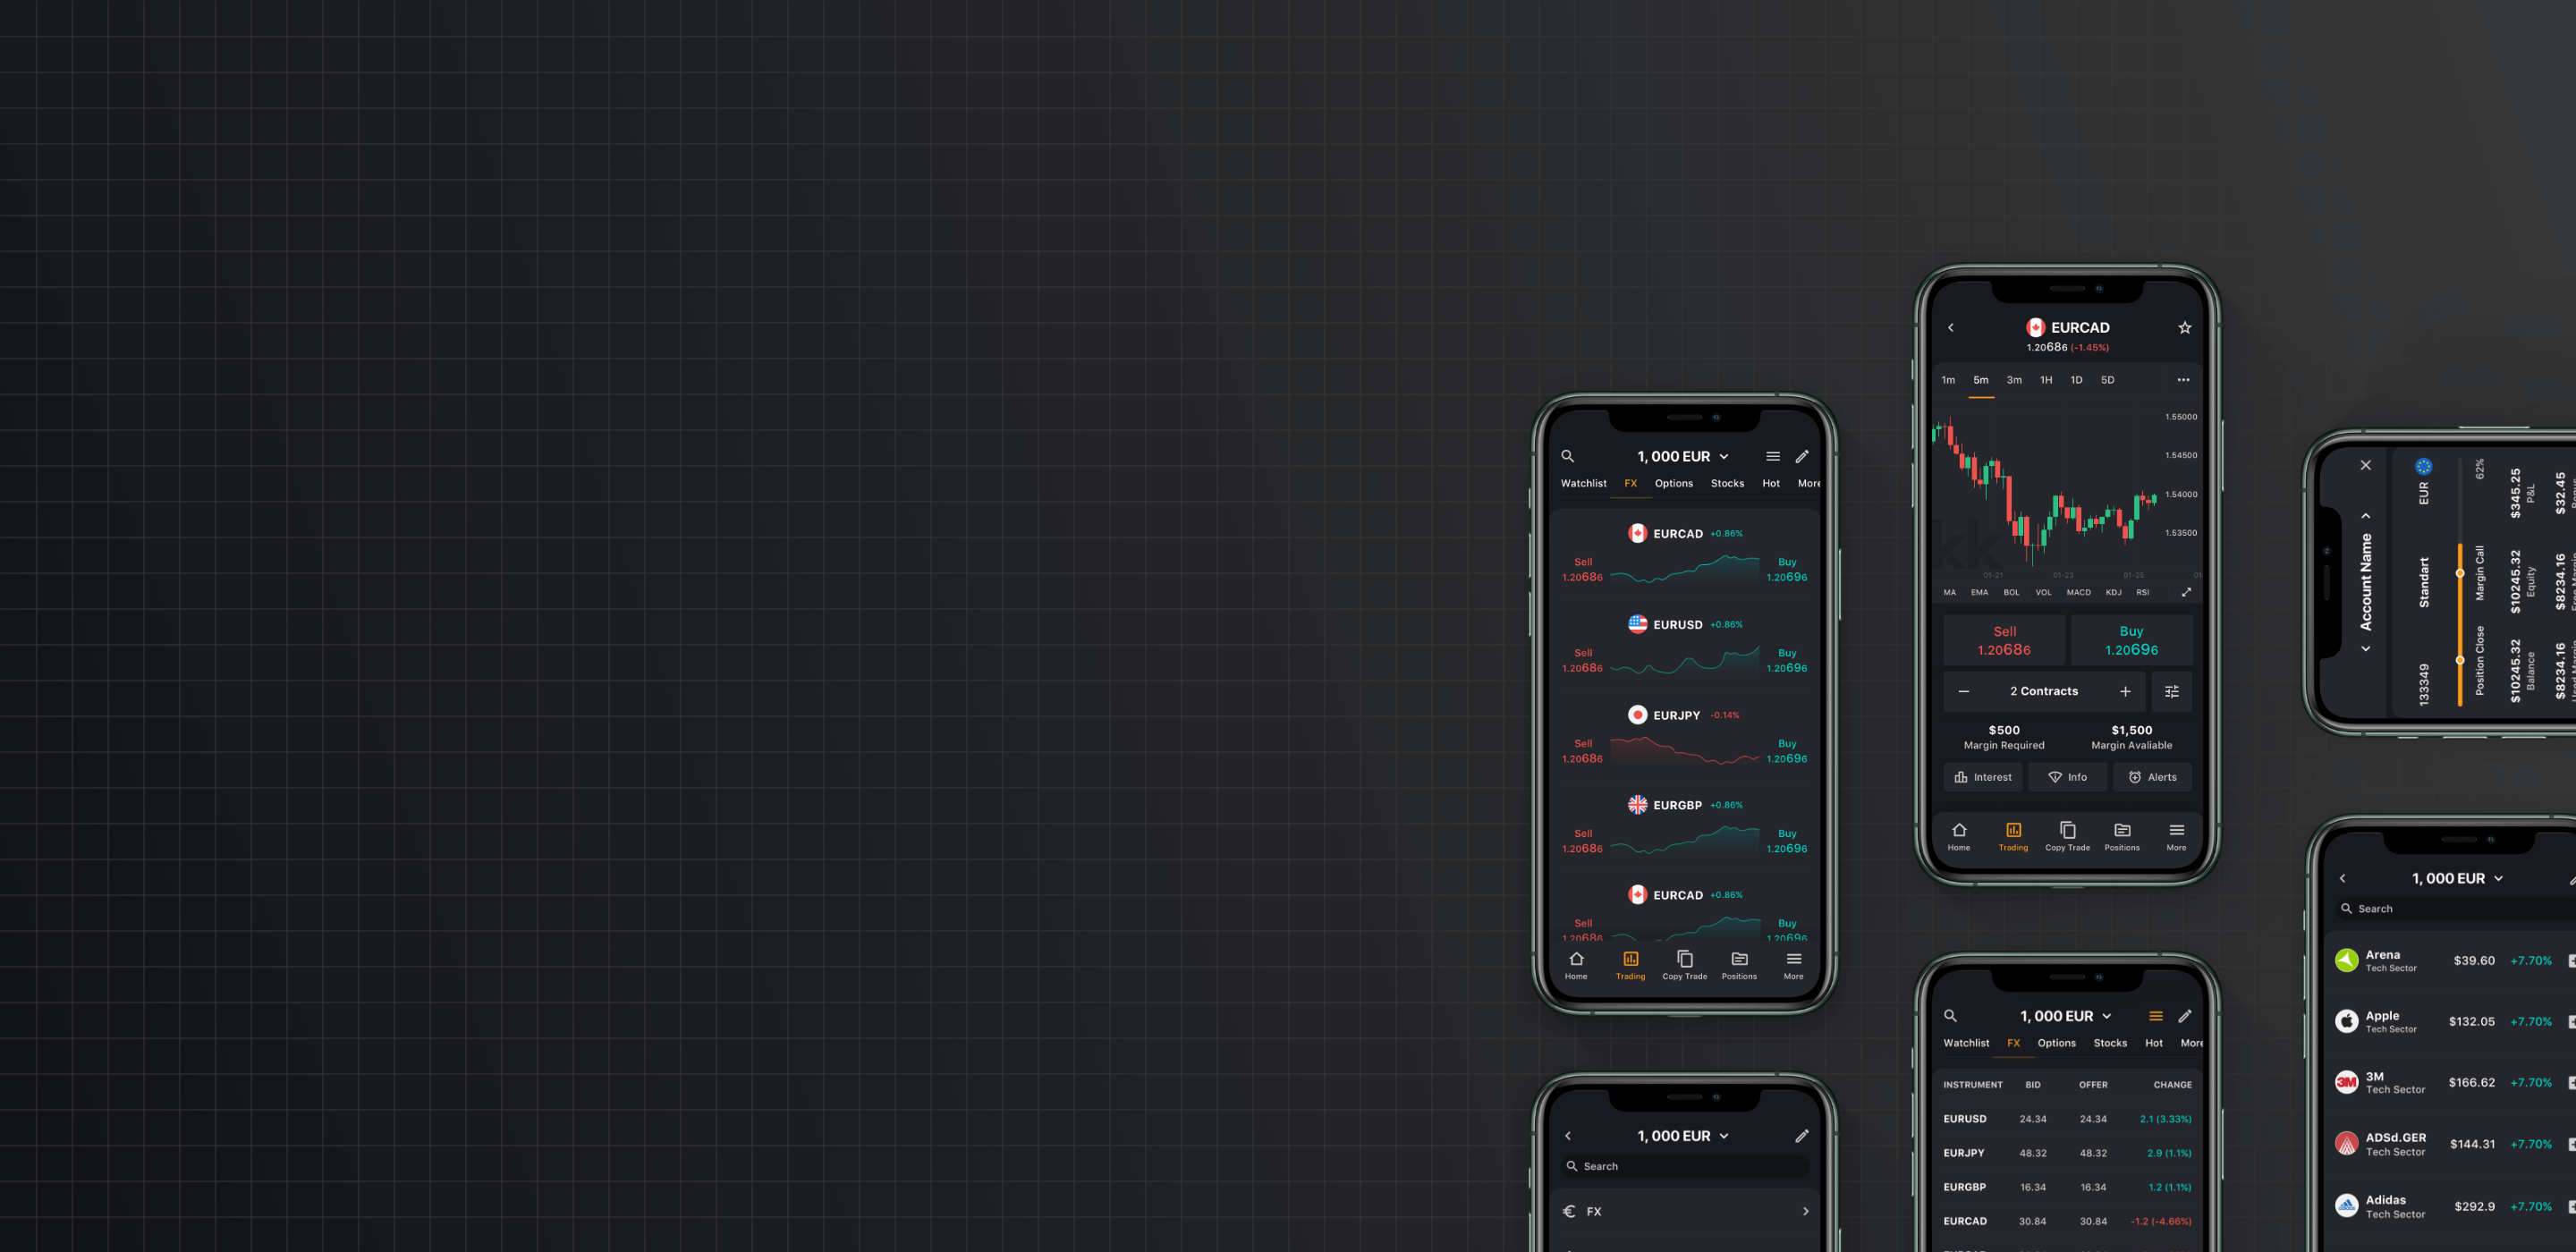 1, 000 EUR
Watchlist FX Options Stocks Hot More
EURCAD +0.86%
Sell Buy
1.20686 1.20696
EURUSD +0.86%
Sell Buy
1.20686 1.20696
EURJPY -0.14%
Sell Buy
1.20686 1.20696
EURGBP +0.86%
Sell Buy
1.20686 1.20696
EURCAD +0.86%
Sell Buy
1.20686 1.20696
Home Trading Copy Trade Positions More
1, 000 EUR
Search
€ FX
EURCAD
1.20686 (-1.45%)
1m 5m 3m 1H 1D 5D
1.55000
1.54500
1.54000
1.53500
kk
01-21 01-23 01-25 01
MA EMA BOL VOL MACD KDJ RSI
Sell Buy
1.20686 1.20696
2 Contracts
$500 $1,500
Margin Required Margin Avaliable
Interest Info Alerts
Home Trading Copy Trade Positions More
1, 000 EUR
Watchlist FX Options Stocks Hot More
INSTRUMENT BID OFFER CHANGE
EURUSD 24.34 24.34 2.1 (3.33%)
EURJPY 48.32 48.32 2.9 (1.1%)
EURGBP 16.34 16.34 1.2 (1.1%)
EURCAD 30.84 30.84 -1.2 (-4.66%)
Account Name
133349 Standart EUR
Position Close Margin Call 62%
$10245.32 $10245.32 $345.25
Balance Equity P&L
$8234.16 $8234.16 $32.45
1, 000 EUR
Search
Arena
Tech Sector
$39.60 +7.70%
Apple
Tech Sector
$132.05 +7.70%
3M
3M
Tech Sector
$166.62 +7.70%
ADSd.GER
Tech Sector
$144.31 +7.70%
Adidas
Tech Sector
$292.9 +7.70%